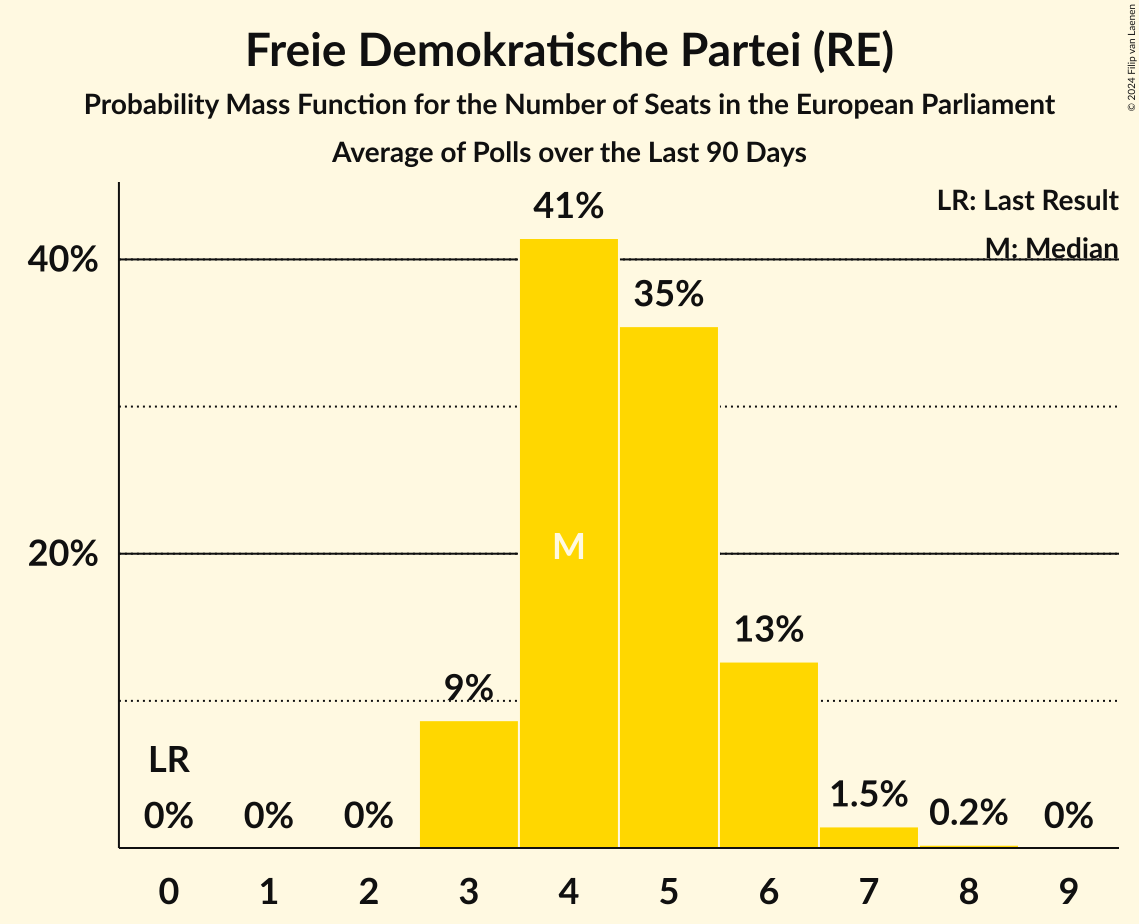 Freie Demokratische Partei (RE)
Probability Mass Function for the Number of Seats in the European Parliament
Average of Polls over the Last 90 Days
© 2024 Filip van Laenen
LR: Last Result
M: Median
41%
40%
35%
M
20%
13%
9%
LR
0% 0% 0% 1.5% 0.2% 0%
0 1 2 3 4 5 6 7 8 9